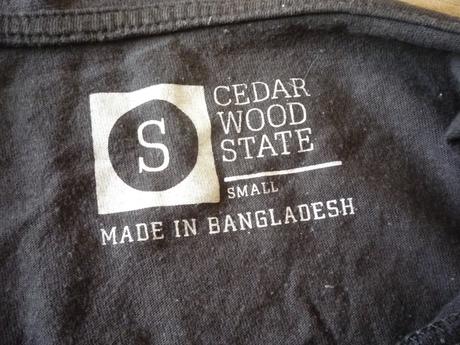 S
CEDAR
WOOD
STATE
SMALL
MADE IN BANGLADESH